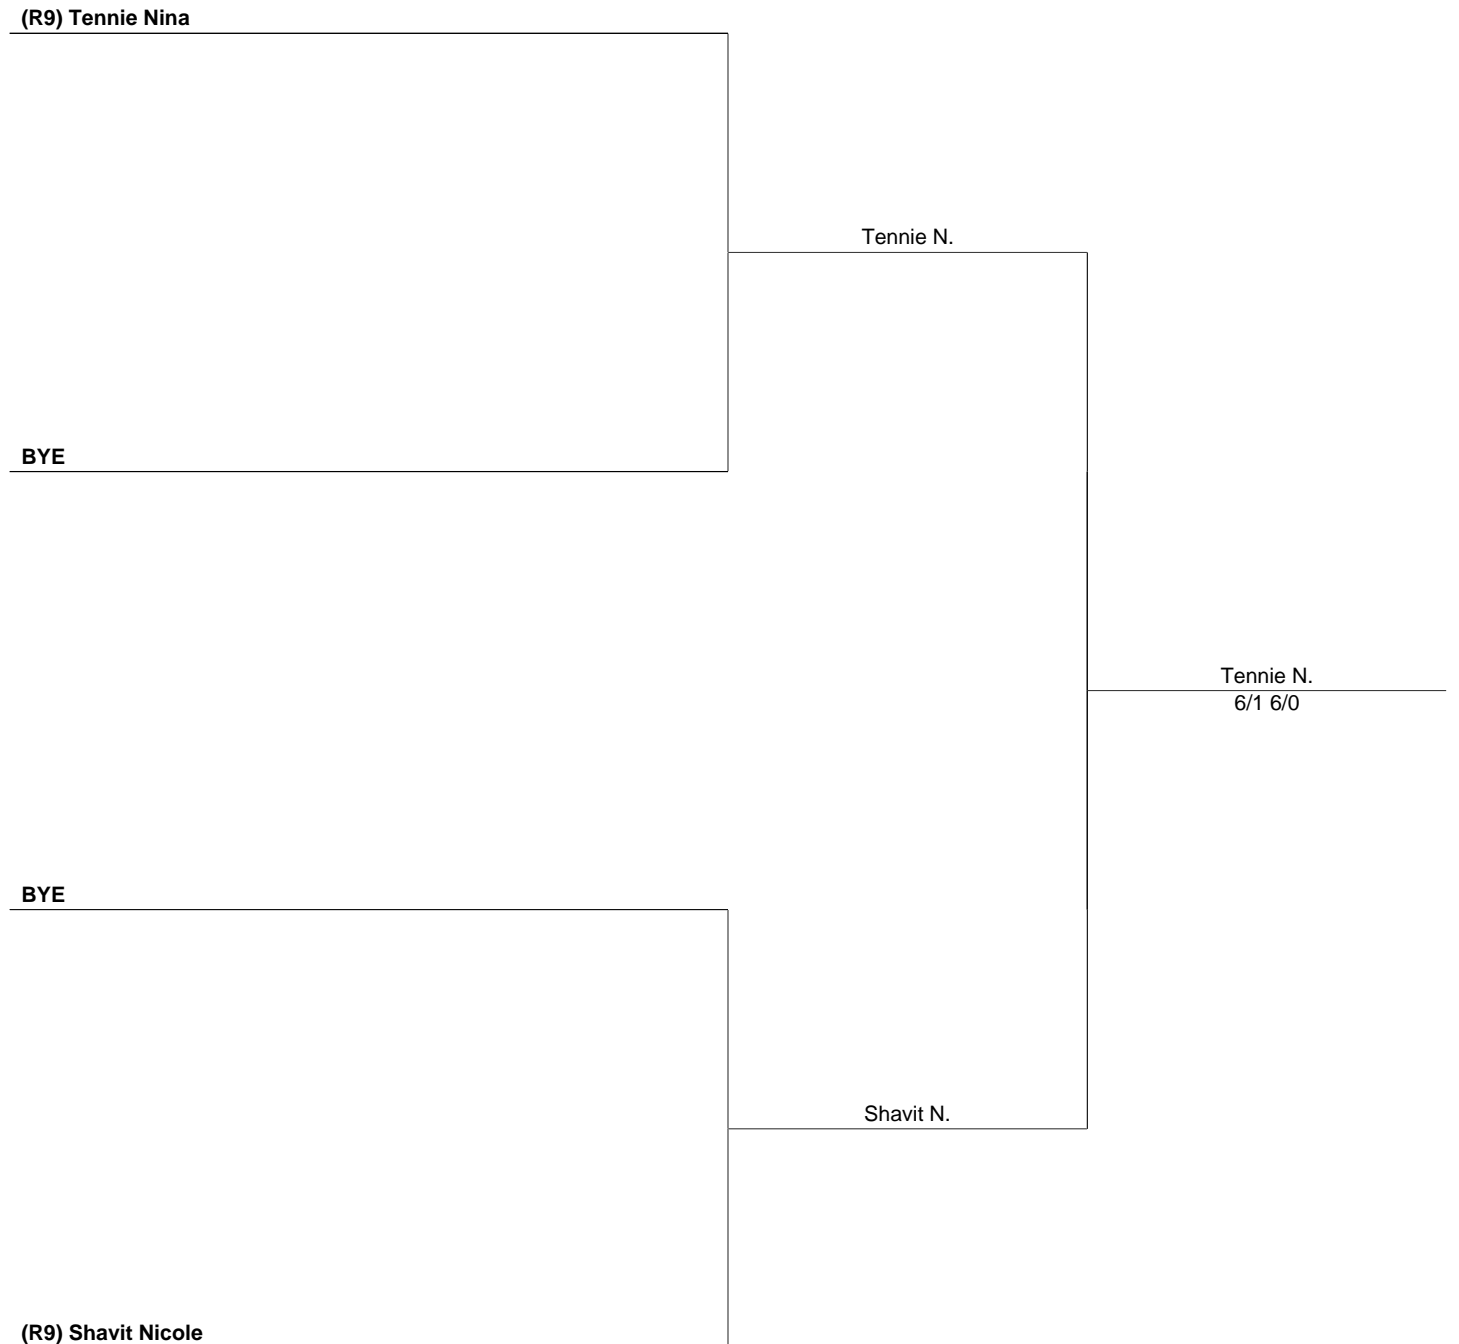 (R9) Tennie Nina
Tennie N.
BYE
Tennie N.
6/1 6/0
BYE
Shavit N.
(R9) Shavit Nicole